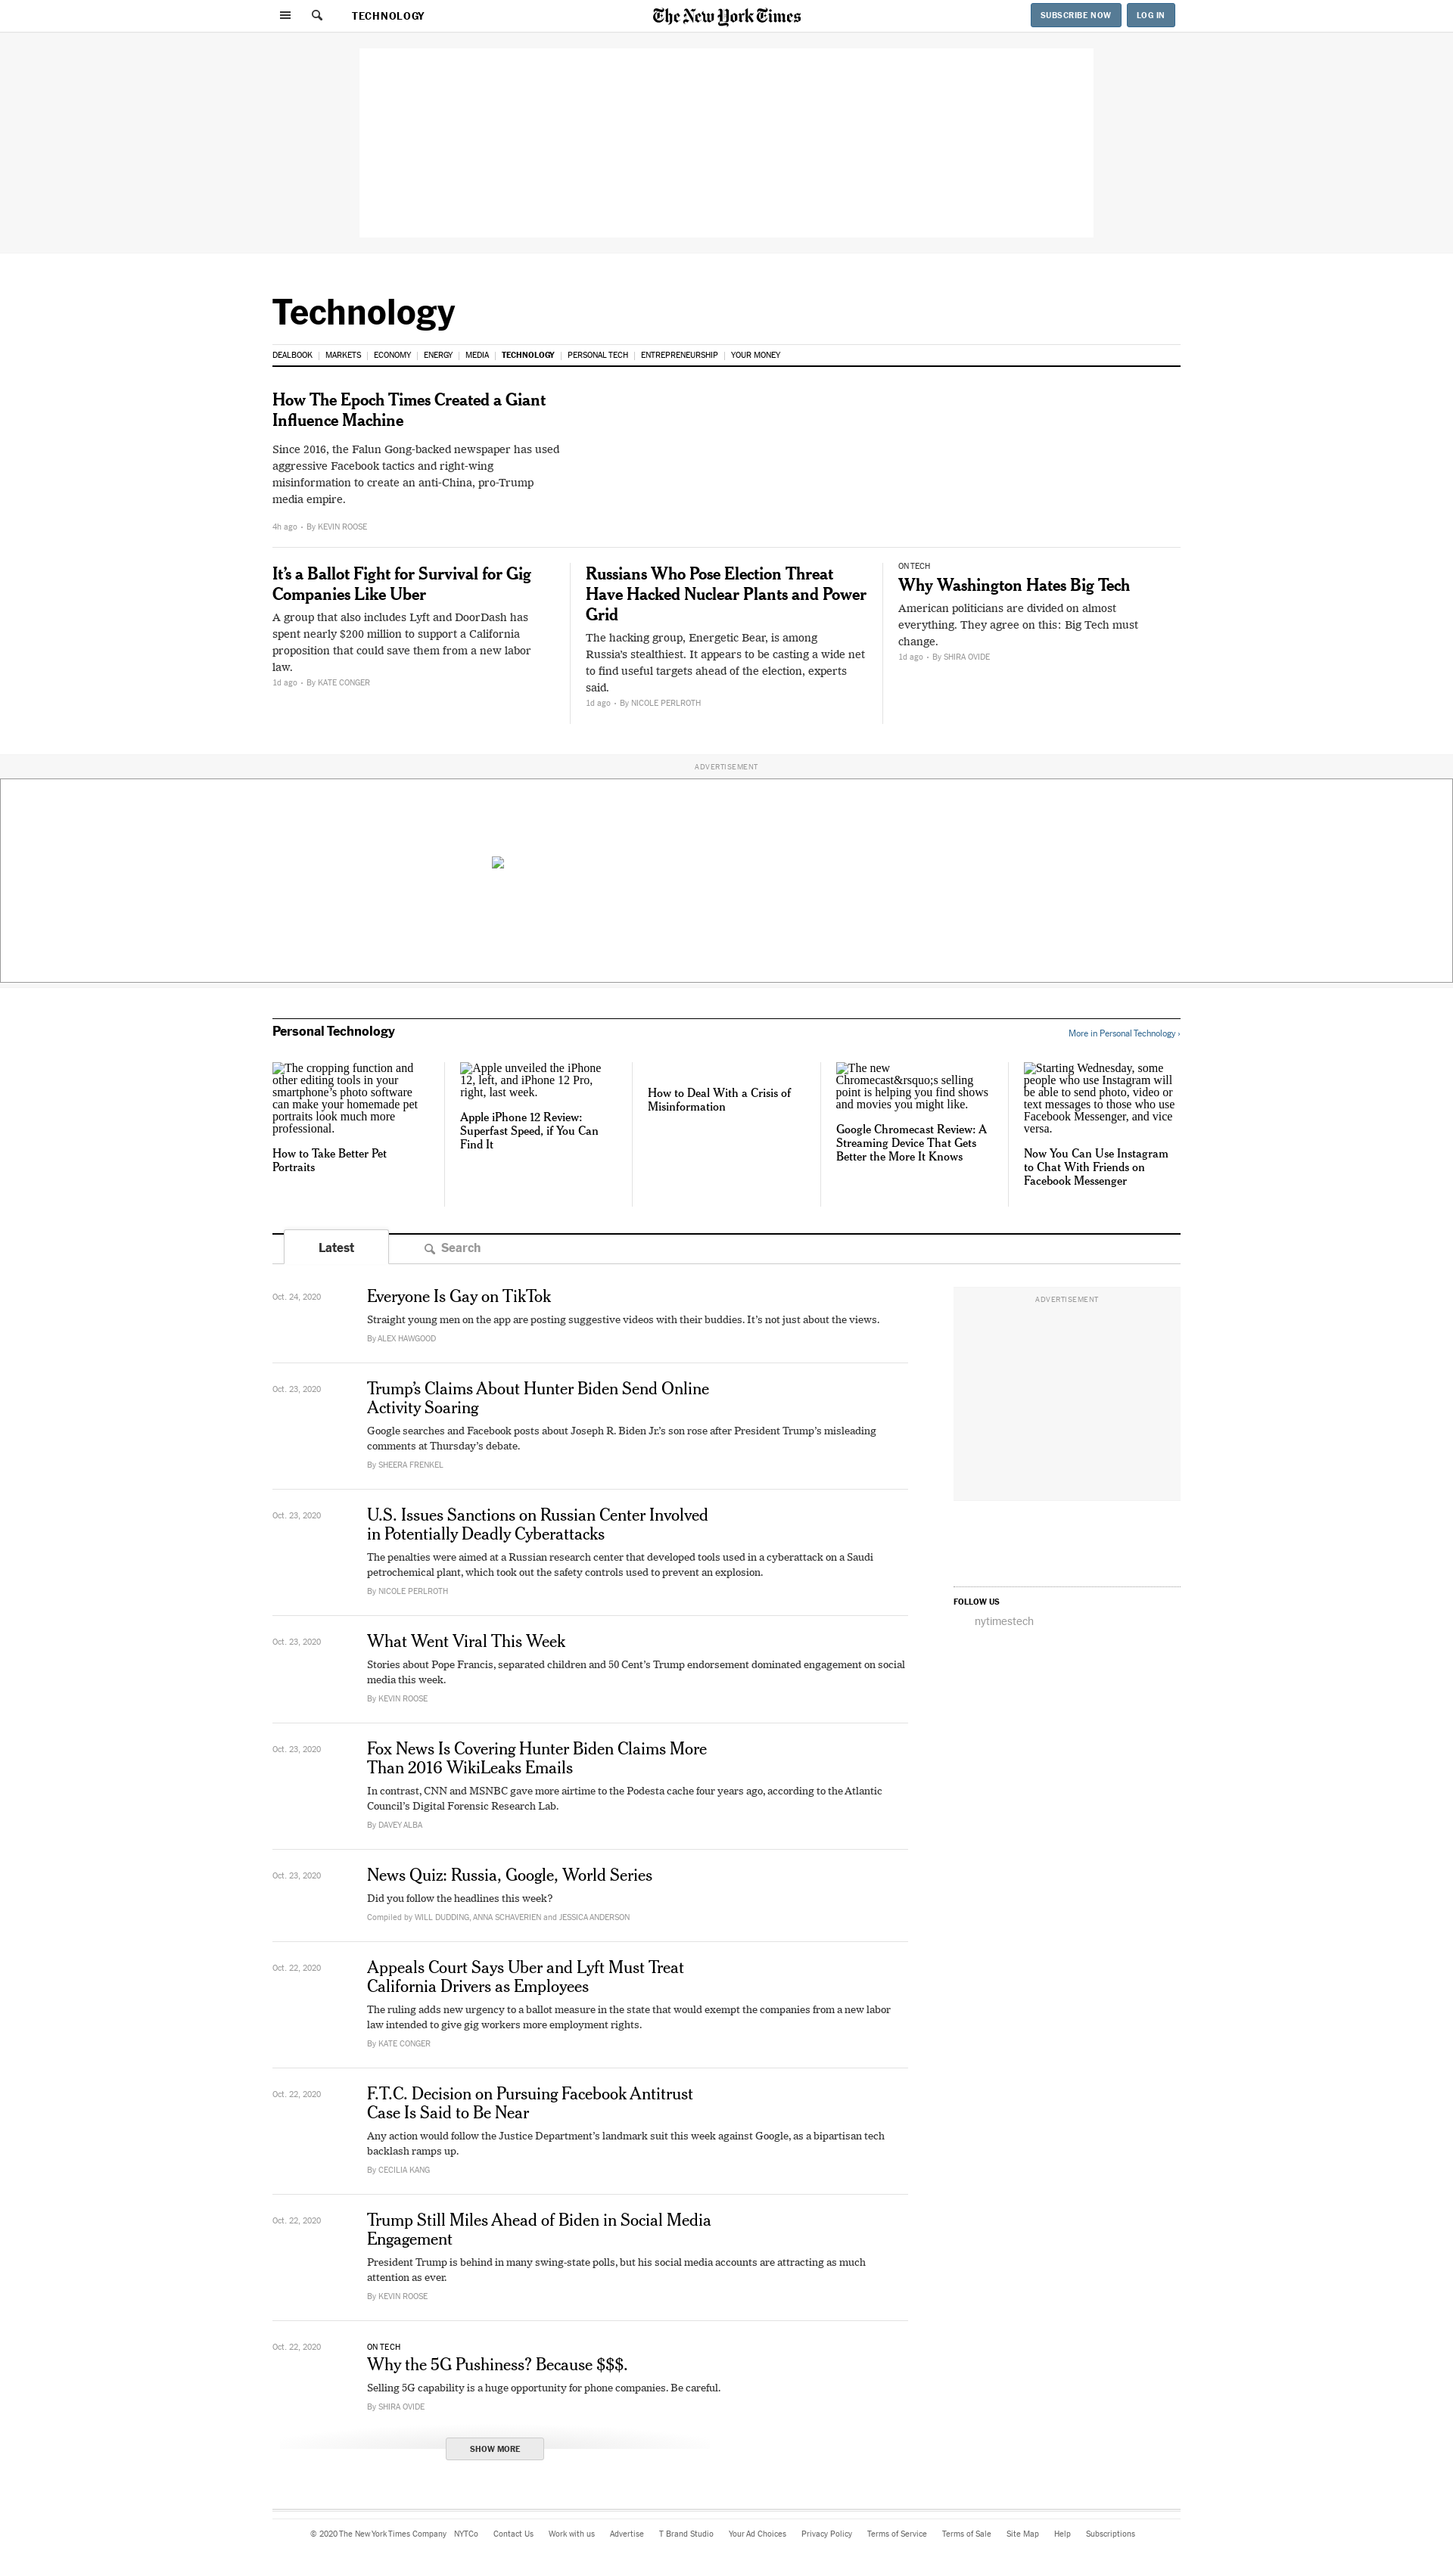 TECHNOLOGY
The New York Times
SUBSCRIBE NOW
LOG IN
Technology
DEALBOOK
MARKETS
ECONOMY
ENERGY
MEDIA
TECHNOLOGY
PERSONAL TECH
ENTREPRENEURSHIP
YOUR MONEY
How The Epoch Times Created a Giant
Influence Machine
Since 2016, the Falun Gong-backed newspaper has used
aggressive Facebook tactics and right-wing
misinformation to create an anti-China, pro-Trump
media empire.
4h ago • By KEVIN ROOSE
It’s a Ballot Fight for Survival for Gig
Companies Like Uber
A group that also includes Lyft and DoorDash has
spent nearly $200 million to support a California
proposition that could save them from a new labor
law.
1d ago • By KATE CONGER
Russians Who Pose Election Threat
Have Hacked Nuclear Plants and Power
Grid
The hacking group, Energetic Bear, is among
Russia’s stealthiest. It appears to be casting a wide net
to find useful targets ahead of the election, experts
said.
1d ago • By NICOLE PERLROTH
ON TECH
Why Washington Hates Big Tech
American politicians are divided on almost
everything. They agree on this: Big Tech must
change.
1d ago • By SHIRA OVIDE
ADVERTISEMENT
Personal Technology
More in Personal Technology ›
The cropping function and
other editing tools in your
smartphone’s photo software
can make your homemade pet
portraits look much more
professional.
How to Take Better Pet
Portraits
Apple unveiled the iPhone
12, left, and iPhone 12 Pro,
right, last week.
Apple iPhone 12 Review:
Superfast Speed, if You Can
Find It
How to Deal With a Crisis of
Misinformation
The new
Chromecast&rsquo;s selling
point is helping you find shows
and movies you might like.
Google Chromecast Review: A
Streaming Device That Gets
Better the More It Knows
Starting Wednesday, some
people who use Instagram will
be able to send photo, video or
text messages to those who use
Facebook Messenger, and vice
versa.
Now You Can Use Instagram
to Chat With Friends on
Facebook Messenger
Latest
Search
Oct. 24, 2020
Everyone Is Gay on TikTok
Straight young men on the app are posting suggestive videos with their buddies. It’s not just about the views.
By ALEX HAWGOOD
ADVERTISEMENT
Oct. 23, 2020
Trump’s Claims About Hunter Biden Send Online
Activity Soaring
Google searches and Facebook posts about Joseph R. Biden Jr.’s son rose after President Trump’s misleading
comments at Thursday’s debate.
By SHEERA FRENKEL
Oct. 23, 2020
U.S. Issues Sanctions on Russian Center Involved
in Potentially Deadly Cyberattacks
The penalties were aimed at a Russian research center that developed tools used in a cyberattack on a Saudi
petrochemical plant, which took out the safety controls used to prevent an explosion.
By NICOLE PERLROTH
FOLLOW US
nytimestech
Oct. 23, 2020
What Went Viral This Week
Stories about Pope Francis, separated children and 50 Cent’s Trump endorsement dominated engagement on social
media this week.
By KEVIN ROOSE
Oct. 23, 2020
Fox News Is Covering Hunter Biden Claims More
Than 2016 WikiLeaks Emails
In contrast, CNN and MSNBC gave more airtime to the Podesta cache four years ago, according to the Atlantic
Council’s Digital Forensic Research Lab.
By DAVEY ALBA
Oct. 23, 2020
News Quiz: Russia, Google, World Series
Did you follow the headlines this week?
Compiled by WILL DUDDING, ANNA SCHAVERIEN and JESSICA ANDERSON
Oct. 22, 2020
Appeals Court Says Uber and Lyft Must Treat
California Drivers as Employees
The ruling adds new urgency to a ballot measure in the state that would exempt the companies from a new labor
law intended to give gig workers more employment rights.
By KATE CONGER
Oct. 22, 2020
F.T.C. Decision on Pursuing Facebook Antitrust
Case Is Said to Be Near
Any action would follow the Justice Department’s landmark suit this week against Google, as a bipartisan tech
backlash ramps up.
By CECILIA KANG
Oct. 22, 2020
Trump Still Miles Ahead of Biden in Social Media
Engagement
President Trump is behind in many swing-state polls, but his social media accounts are attracting as much
attention as ever.
By KEVIN ROOSE
Oct. 22, 2020
ON TECH
Why the 5G Pushiness? Because $$$.
Selling 5G capability is a huge opportunity for phone companies. Be careful.
By SHIRA OVIDE
SHOW MORE
© 2020 The New York Times Company
NYTCo
Contact Us
Work with us
Advertise
T Brand Studio
Your Ad Choices
Privacy Policy
Terms of Service
Terms of Sale
Site Map
Help
Subscriptions